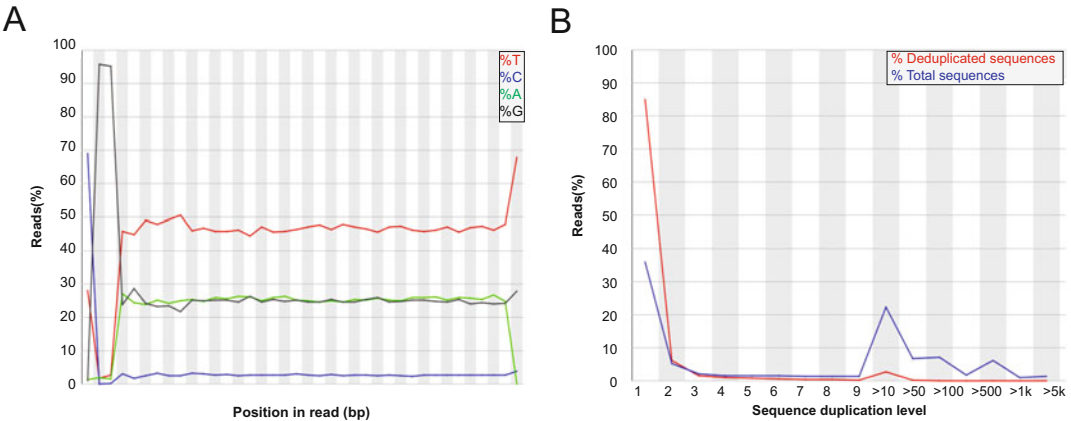 A
100
90
80
70
60
50
40
30
20
10
0
Reads(%)
%T
%C
%A
%G
Position in read (bp)
B
100
90
80
70
60
50
40
30
20
10
0
Reads(%)
% Deduplicated sequences
% Total sequences
1 2 3 4 5 6 7 8 9 >10 >50 >100 >500 >1k >5k
Sequence duplication level